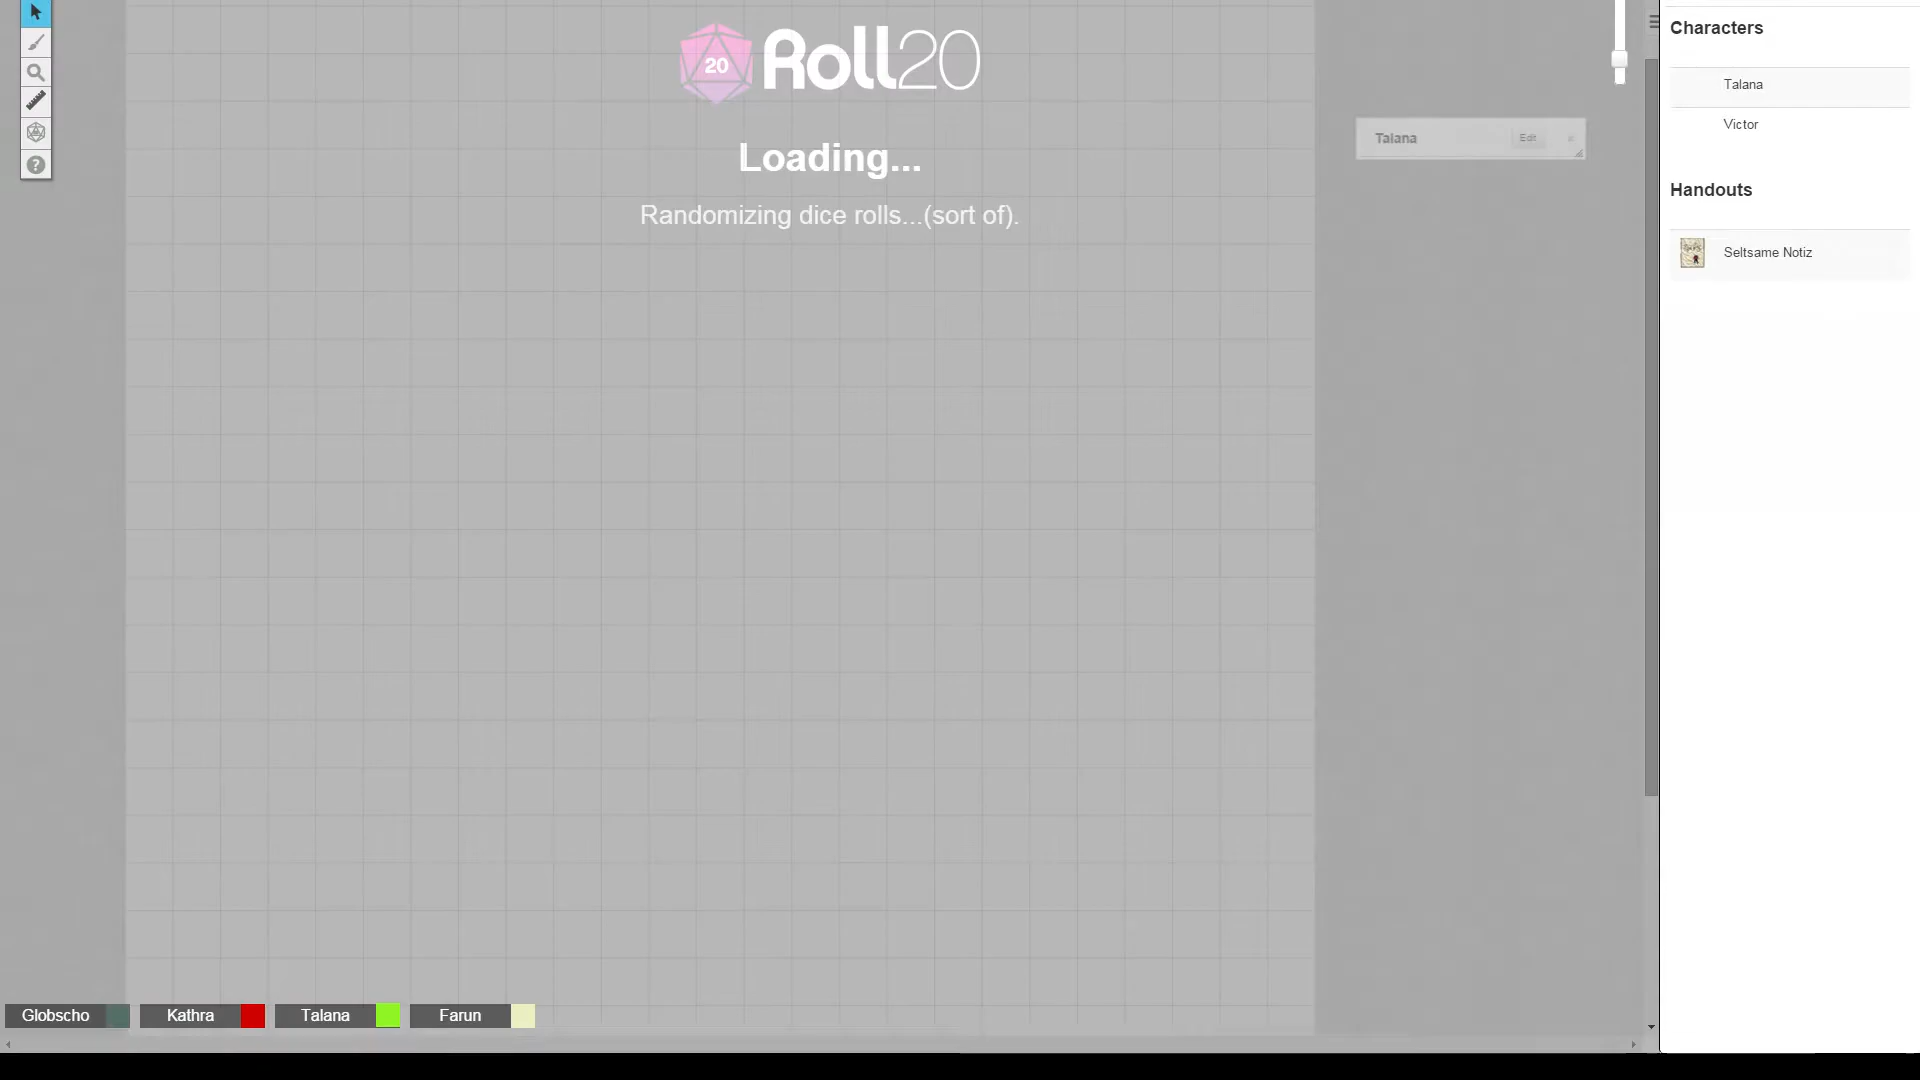 20 Roll20
Loading...
Randomizing dice rolls...(sort of).
Talana Edit ×
Characters
Talana
Victor
Handouts
Seltsame Notiz
Globscho Kathra Talana Farun